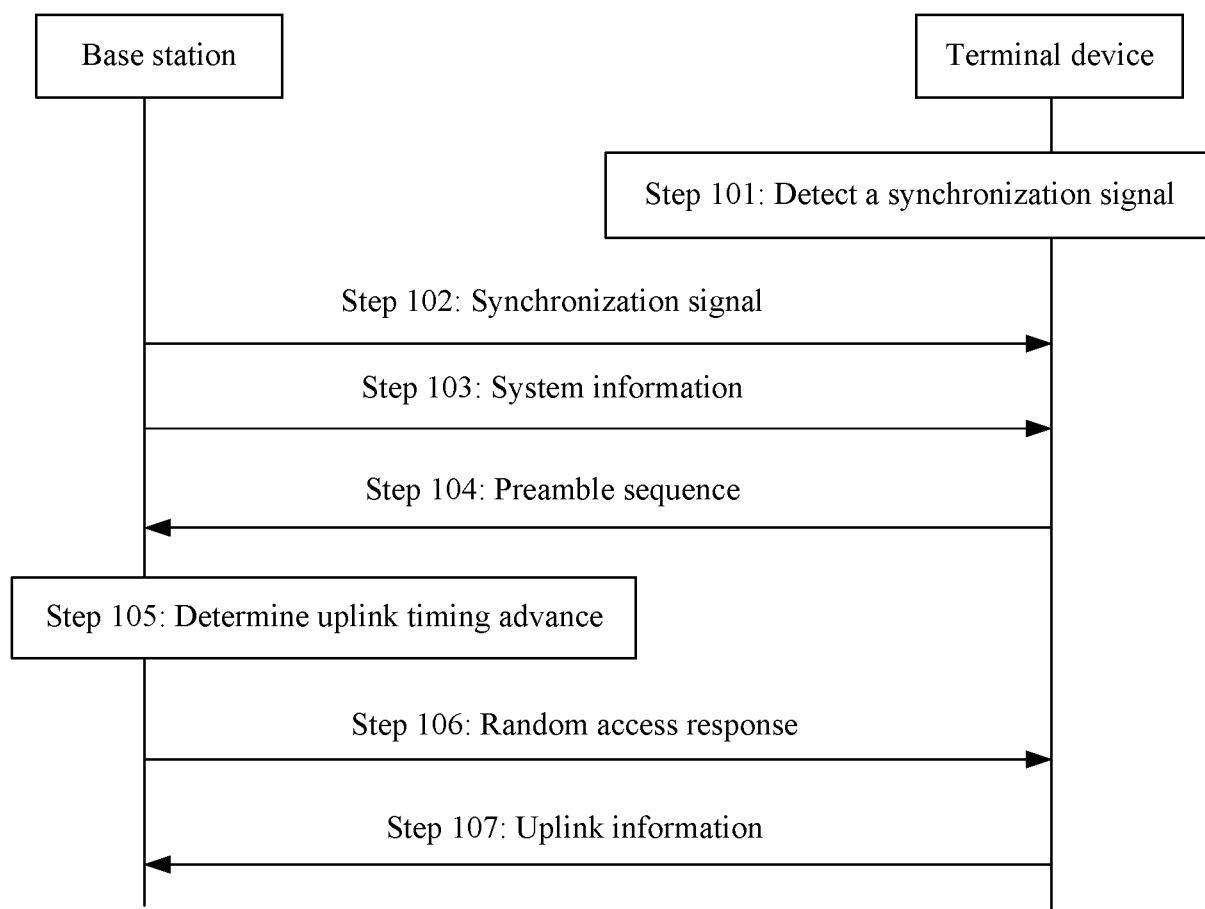 Base station
Terminal device
Step 101: Detect a synchronization signal
Step 102: Synchronization signal
Step 103: System information
Step 104: Preamble sequence
Step 105: Determine uplink timing advance
Step 106: Random access response
Step 107: Uplink information